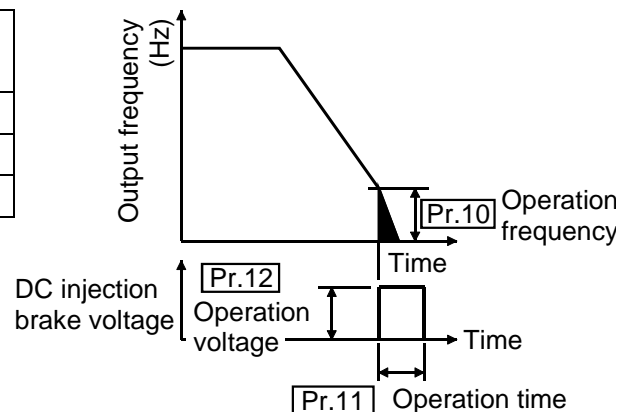 Output frequency
(Hz)
Pr.10
Operation
frequency
Time
DC injection
brake voltage
Pr.12
Operation
voltage
Time
Pr.11
Operation time